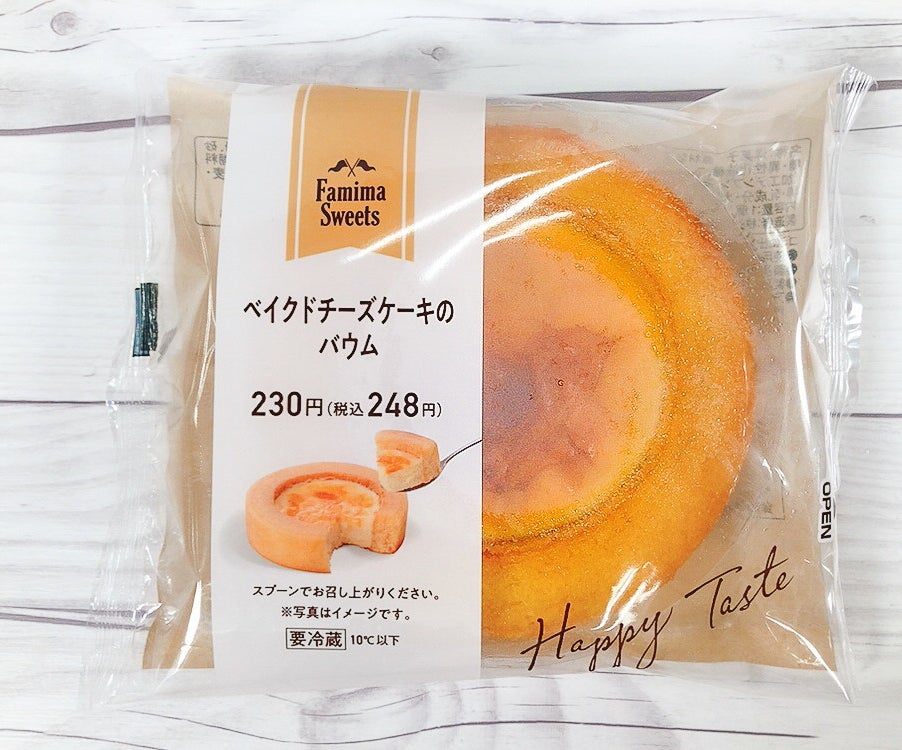 Famima
Sweets
ベイクドチーズケーキの
バウム
230円(税込248円)
スプーンでお召し上がりください。
※写真はイメージです。
要冷蔵 10℃以下
Happy Taste
OPEN